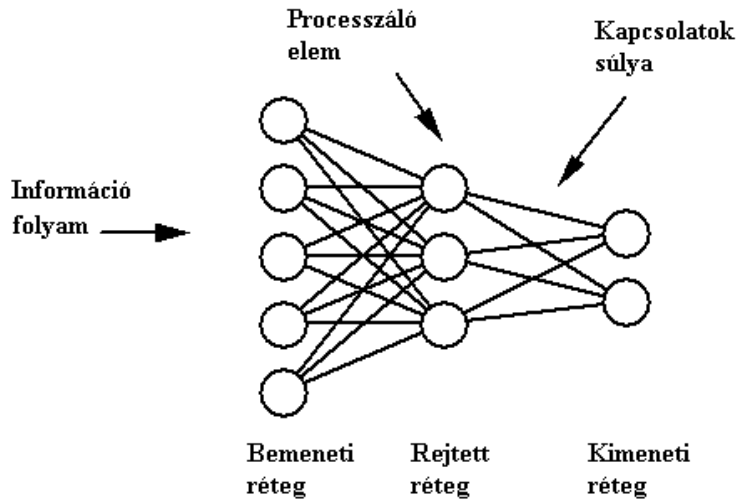 Processzáló
elem
Kapcsolatok
súlya
Információ
folyam
Bemeneti
réteg
Rejtett
réteg
Kimeneti
réteg